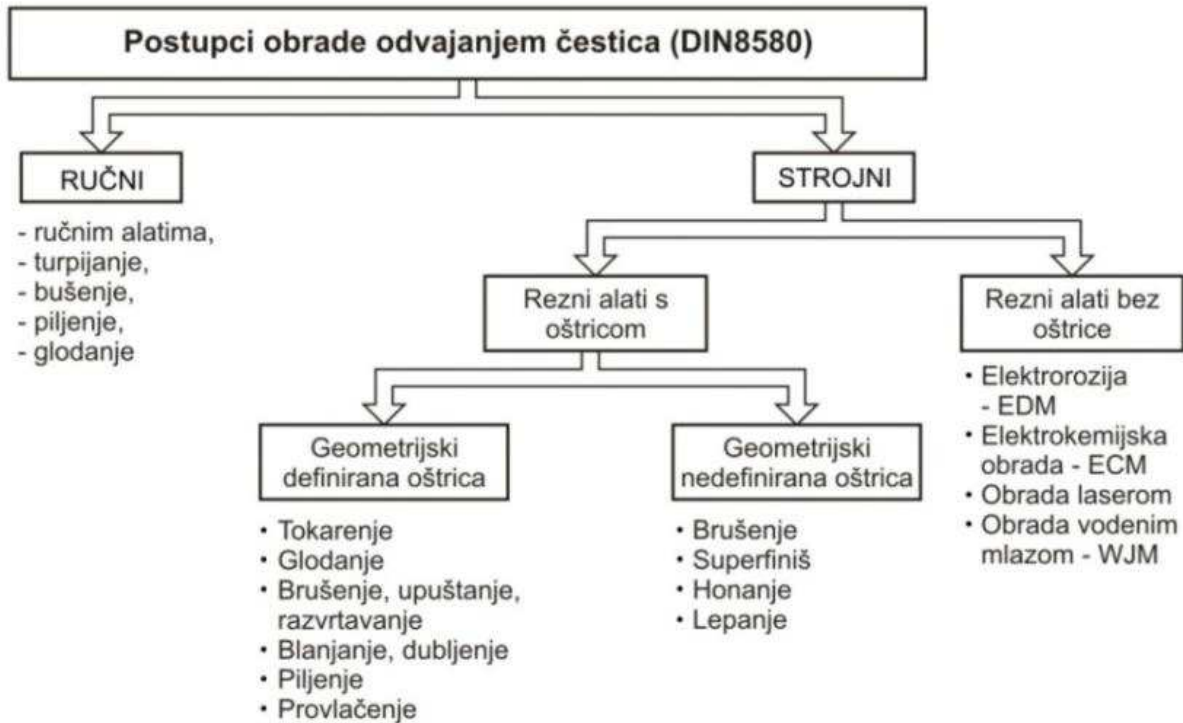 Postupci obrade odvajanjem čestica (DIN8580)
RUČNI
- ručnim alatima,
- turpijanje,
- bušenje,
- piljenje,
- glodanje
STROJNI
Rezni alati s
oštricom
Rezni alati bez
oštrice
• Elektrorozija
- EDM
• Elektrokemijska
obrada - ECM
• Obrada laserom
• Obrada vodenim
mlazom - WJM
Geometrijski
definirana oštrica
• Tokarenje
• Glodanje
• Brušenje, upuštanje,
razvrtavanje
• Blanjanje, dubljenje
• Piljenje
• Provlačenje
Geometrijski
nedefinirana oštrica
• Brušenje
• Superfiniš
• Honanje
• Lepanje